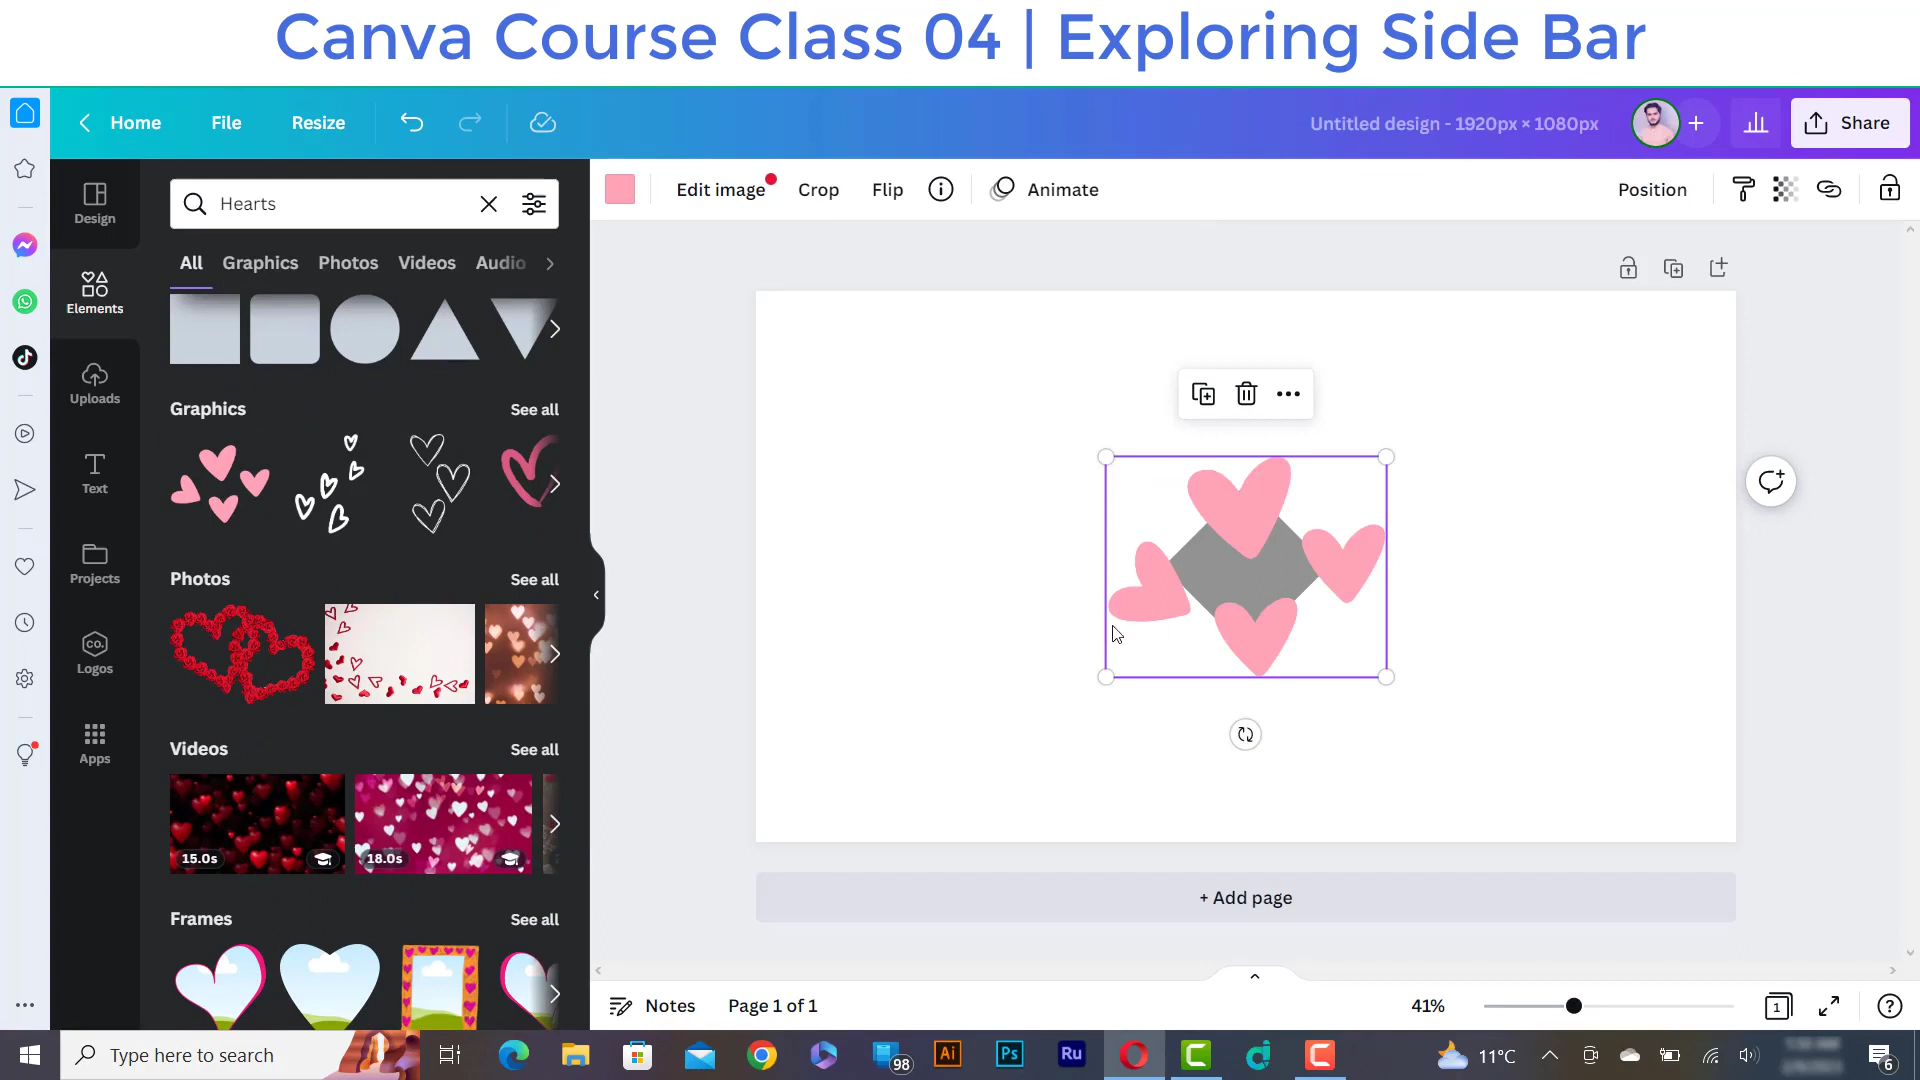 Canva Course Class 04 | Exploring Side Bar
Home File Resize Untitled design - 1920px × 1080px + Share
Design
Elements
Uploads
Text
Projects
CO.
Logos
Apps
Hearts
All Graphics Photos Videos Audio
Graphics See all
Photos See all
Videos See all
15.0s 18.0s
Frames See all
Edit image Crop Flip Animate Position
+ Add page
Notes Page 1 of 1 41% 1
Type here to search 98 Ai Ps Ru 11°C 6